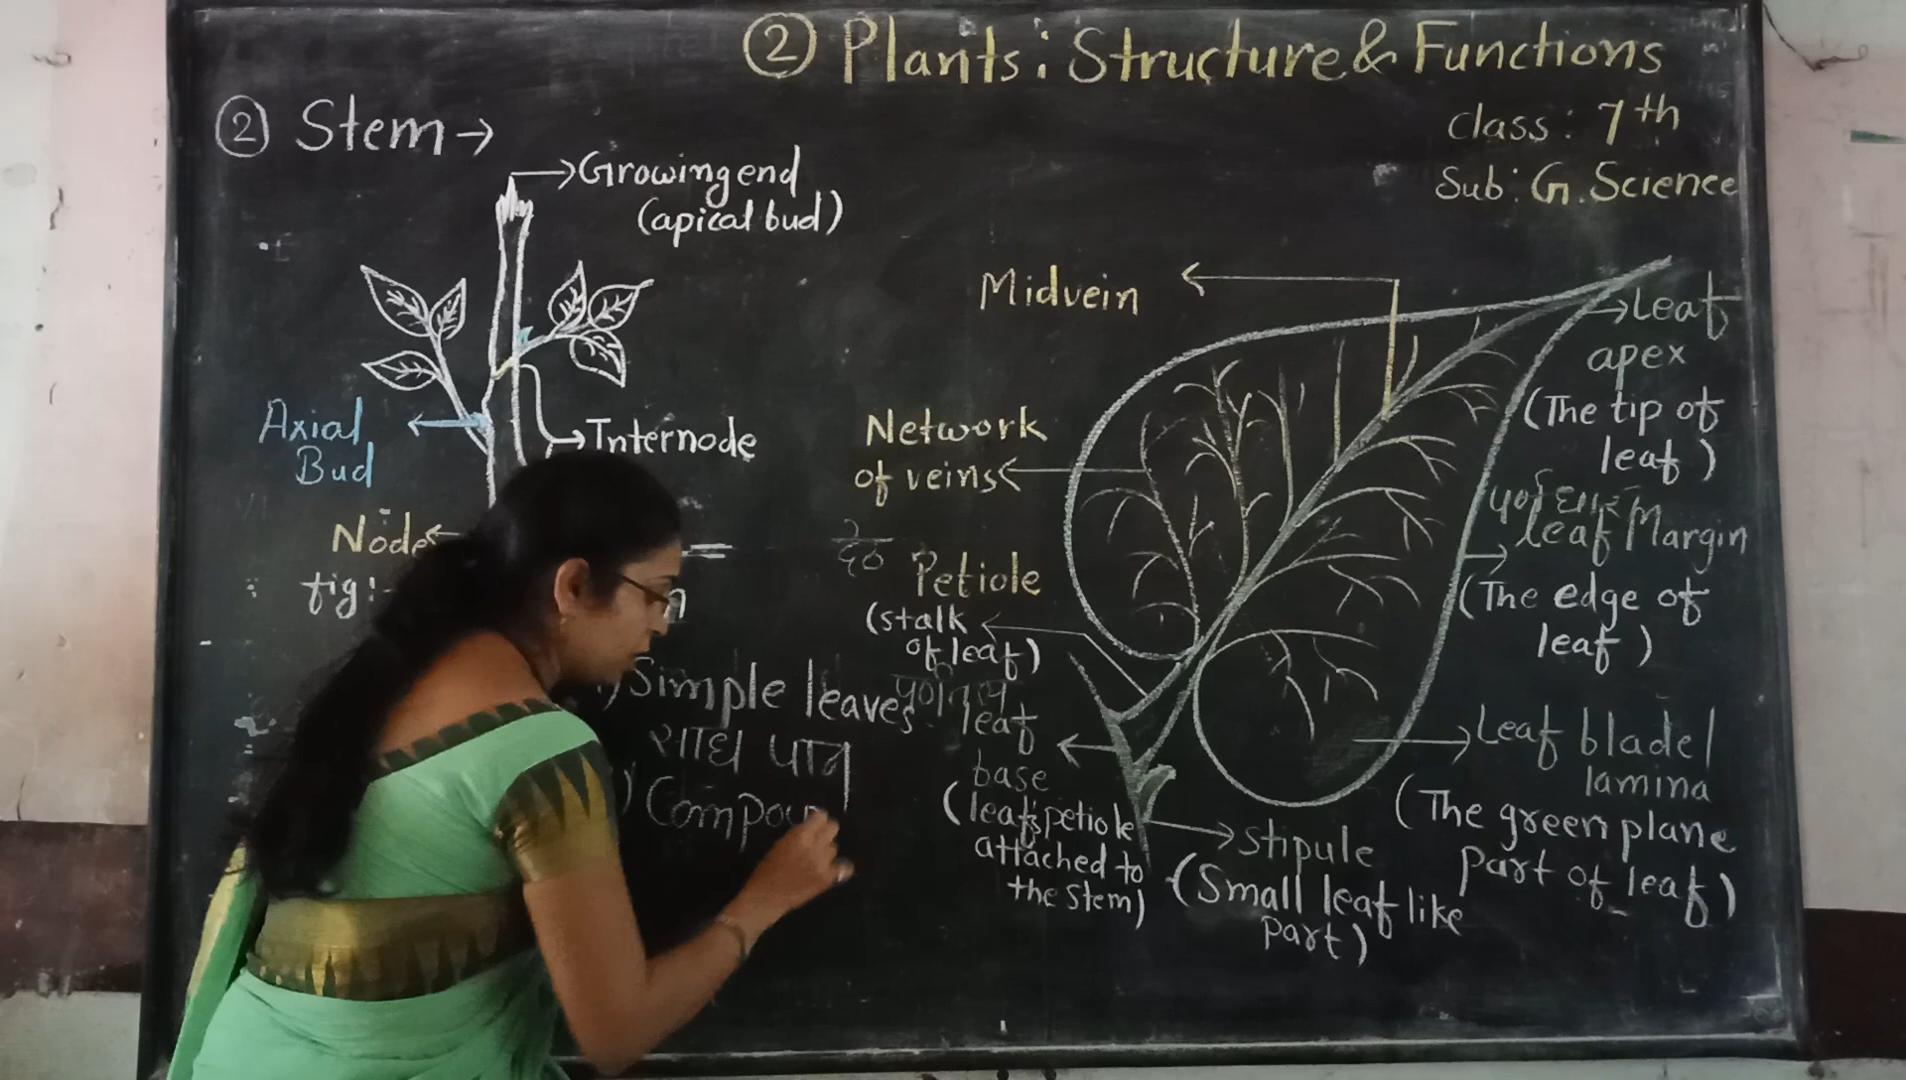 ② Plants: Structure & Functions
Class: 7th
Sub: G. Science
② Stem →
Growing end
(apical bud)
Axial
Bud
Internode
Node
fig:-
Simple leaves
साधे पान
Compou
Midvein
Network
of veins
Petiole
(stalk
of leaf)
leaf
base
(leaf's petiole
attached to
the stem)
Leaf
apex
(The tip of
leaf)
leaf Margin
(The edge of
leaf)
Leaf blade/
lamina
(The green plane
Part of leaf)
Stipule
(Small leaf like
Part)